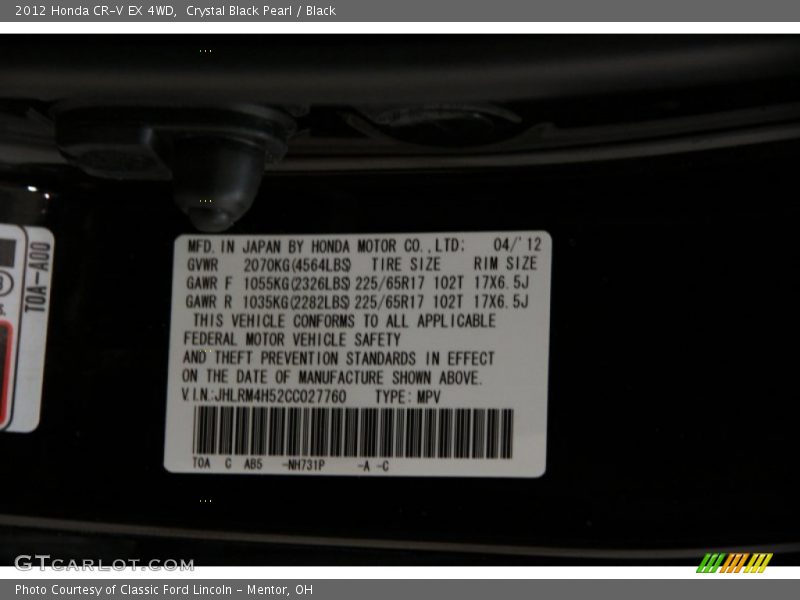 2012 Honda CR-V EX 4WD,  Crystal Black Pearl / Black
MFD. IN JAPAN BY HONDA MOTOR CO.,LTD: 04/'12
GVWR 2070KG(4564LBS) TIRE SIZE RIM SIZE
GAWR F 1055KG(2326LBS) 225/65R17 102T 17X6.5J
GAWR R 1035KG(2282LBS) 225/65R17 102T 17X6.5J
THIS VEHICLE CONFORMS TO ALL APPLICABLE
FEDERAL MOTOR VEHICLE SAFETY
AND THEFT PREVENTION STANDARDS IN EFFECT
ON THE DATE OF MANUFACTURE SHOWN ABOVE.
V.I.N.:JHLRM4H52CC027760 TYPE: MPV
T0A C AB5 -NH731P -A -C
T0A-A00
GTCARLOT.COM
Photo Courtesy of Classic Ford Lincoln - Mentor, OH